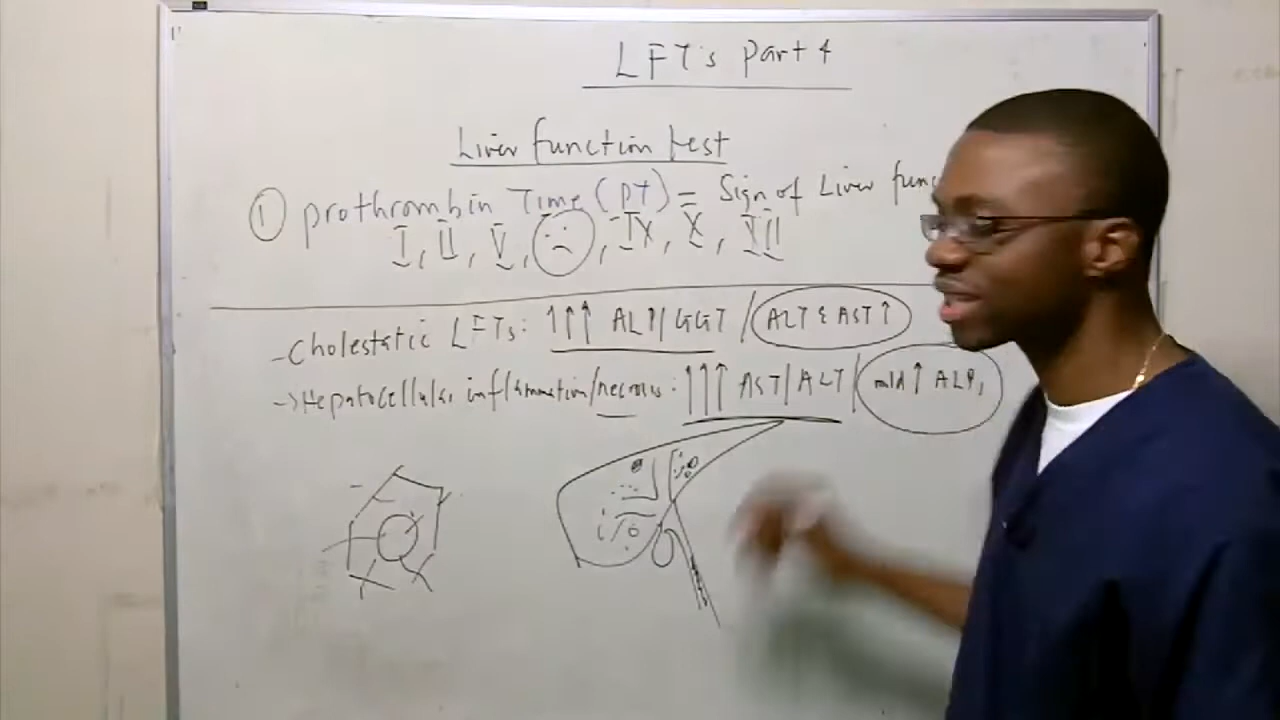 LFT's Part 4
Liver function test
① prothrombin Time (PT) = Sign of Liver func
I, II, V, , IX, X, VII
- Cholestatic LFTs: ↑↑↑ ALP/GGT / ALT & AST ↑
-> Hepatocellular inflammation/necrosis: ↑↑↑ AST/ALT / mild ↑ ALP,